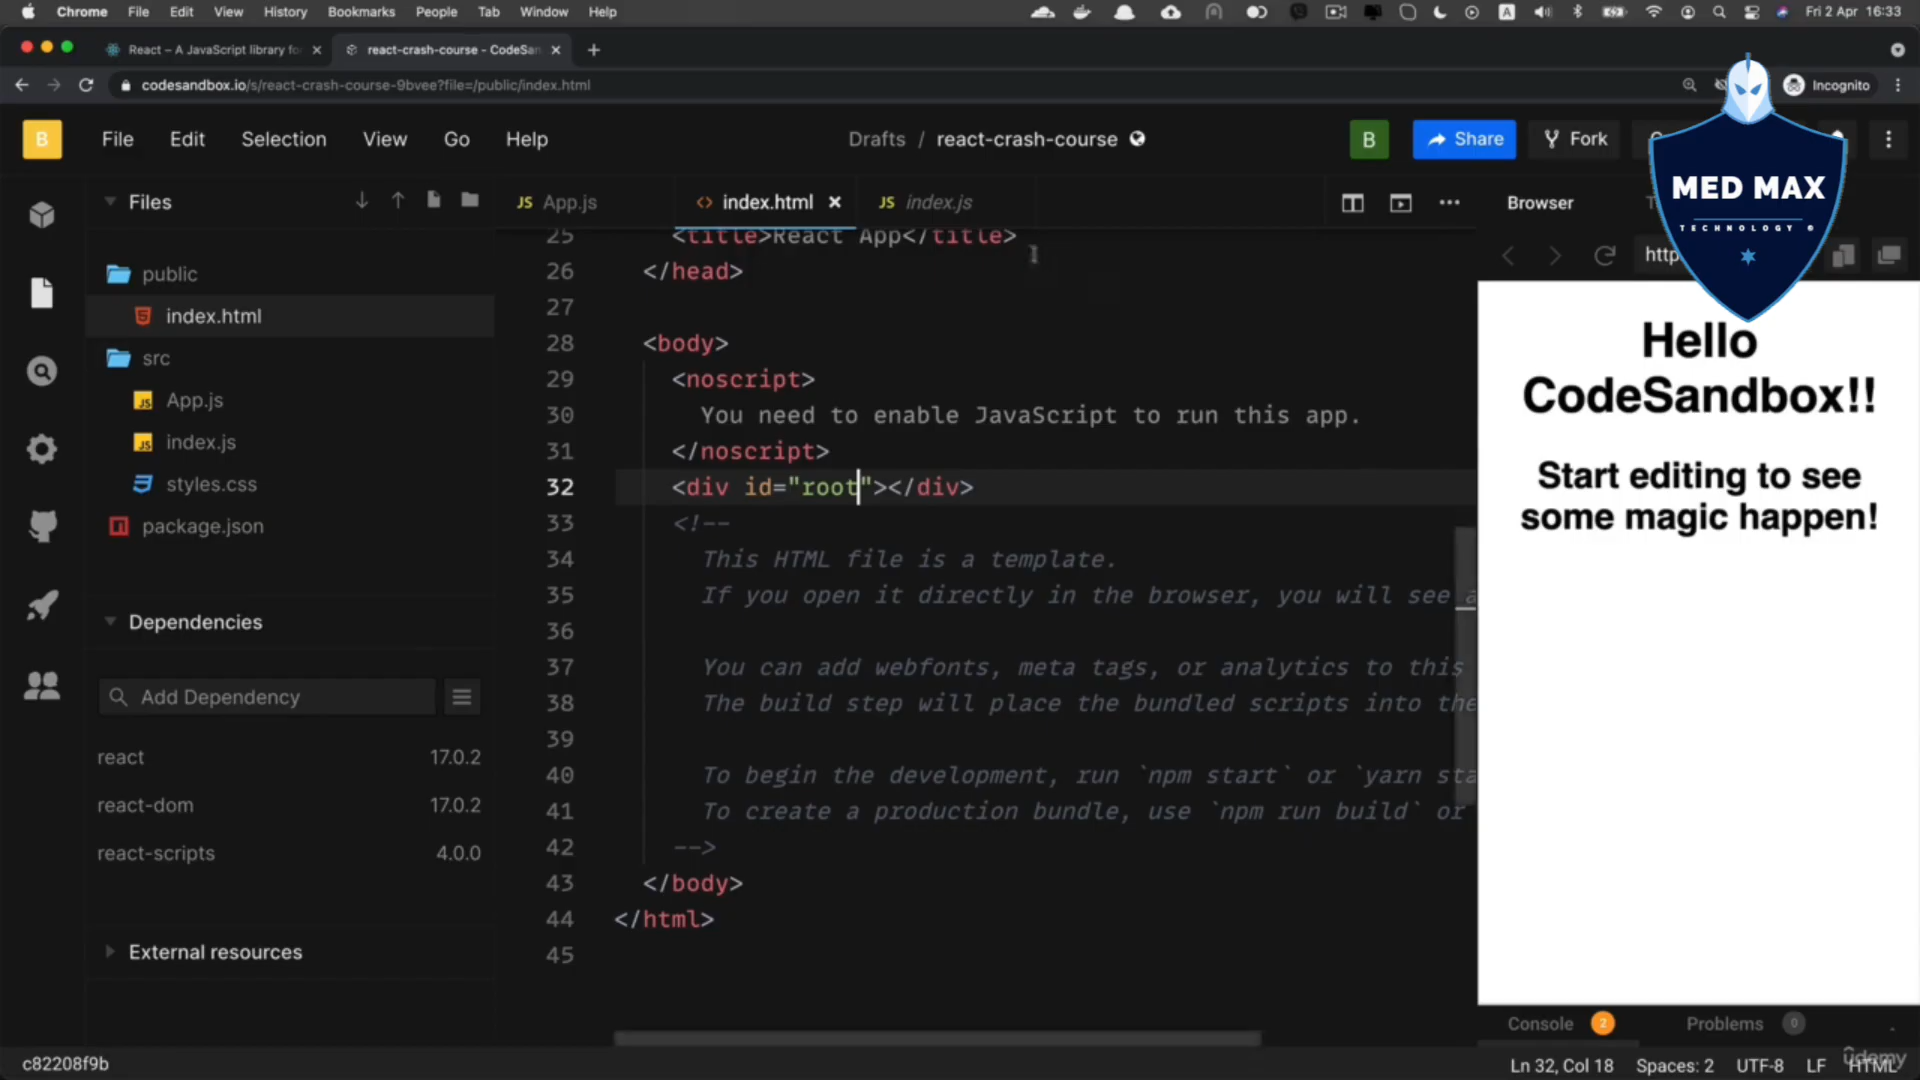 Chrome File Edit View History Bookmarks People Tab Window Help
Fri 2 Apr 16:33
React – A JavaScript library fo
react-crash-course - CodeSan
codesandbox.io/s/react-crash-course-9bvee?file=/public/index.html
Incognito
B File Edit Selection View Go Help
Drafts / react-crash-course
B Share Fork
MED MAX
TECHNOLOGY
Files
JS App.js
<> index.html
JS index.js
Browser
http
public
index.html
src
App.js
index.js
styles.css
package.json
Dependencies
Add Dependency
react 17.0.2
react-dom 17.0.2
react-scripts 4.0.0
External resources
25 <title>React App</title>
26 </head>
27
28 <body>
29 <noscript>
30 You need to enable JavaScript to run this app.
31 </noscript>
32 <div id="root"></div>
33 <!--
34 This HTML file is a template.
35 If you open it directly in the browser, you will see a
36
37 You can add webfonts, meta tags, or analytics to this
38 The build step will place the bundled scripts into the
39
40 To begin the development, run `npm start` or `yarn sta
41 To create a production bundle, use `npm run build` or
42 -->
43 </body>
44 </html>
45
Hello
CodeSandbox!!
Start editing to see
some magic happen!
Console 2 Problems 0
c82208f9b
Ln 32, Col 18 Spaces: 2 UTF-8 LF HTML
ûdemy